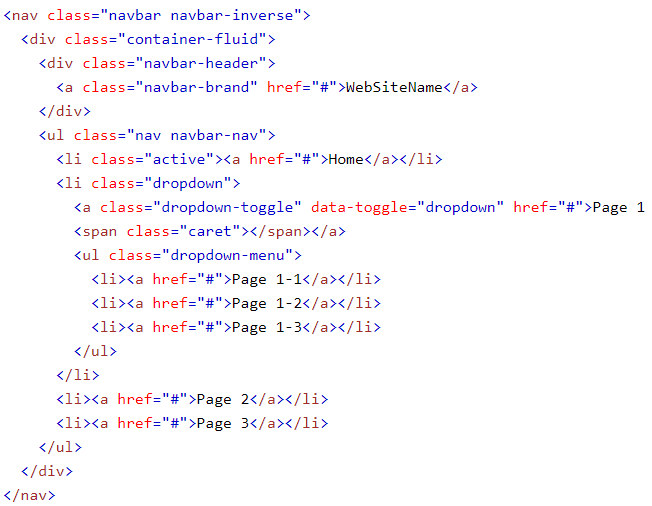 <nav class="navbar navbar-inverse">
  <div class="container-fluid">
    <div class="navbar-header">
      <a class="navbar-brand" href="#">WebSiteName</a>
    </div>
    <ul class="nav navbar-nav">
      <li class="active"><a href="#">Home</a></li>
      <li class="dropdown">
        <a class="dropdown-toggle" data-toggle="dropdown" href="#">Page 1
        <span class="caret"></span></a>
        <ul class="dropdown-menu">
          <li><a href="#">Page 1-1</a></li>
          <li><a href="#">Page 1-2</a></li>
          <li><a href="#">Page 1-3</a></li>
        </ul>
      </li>
      <li><a href="#">Page 2</a></li>
      <li><a href="#">Page 3</a></li>
    </ul>
  </div>
</nav>